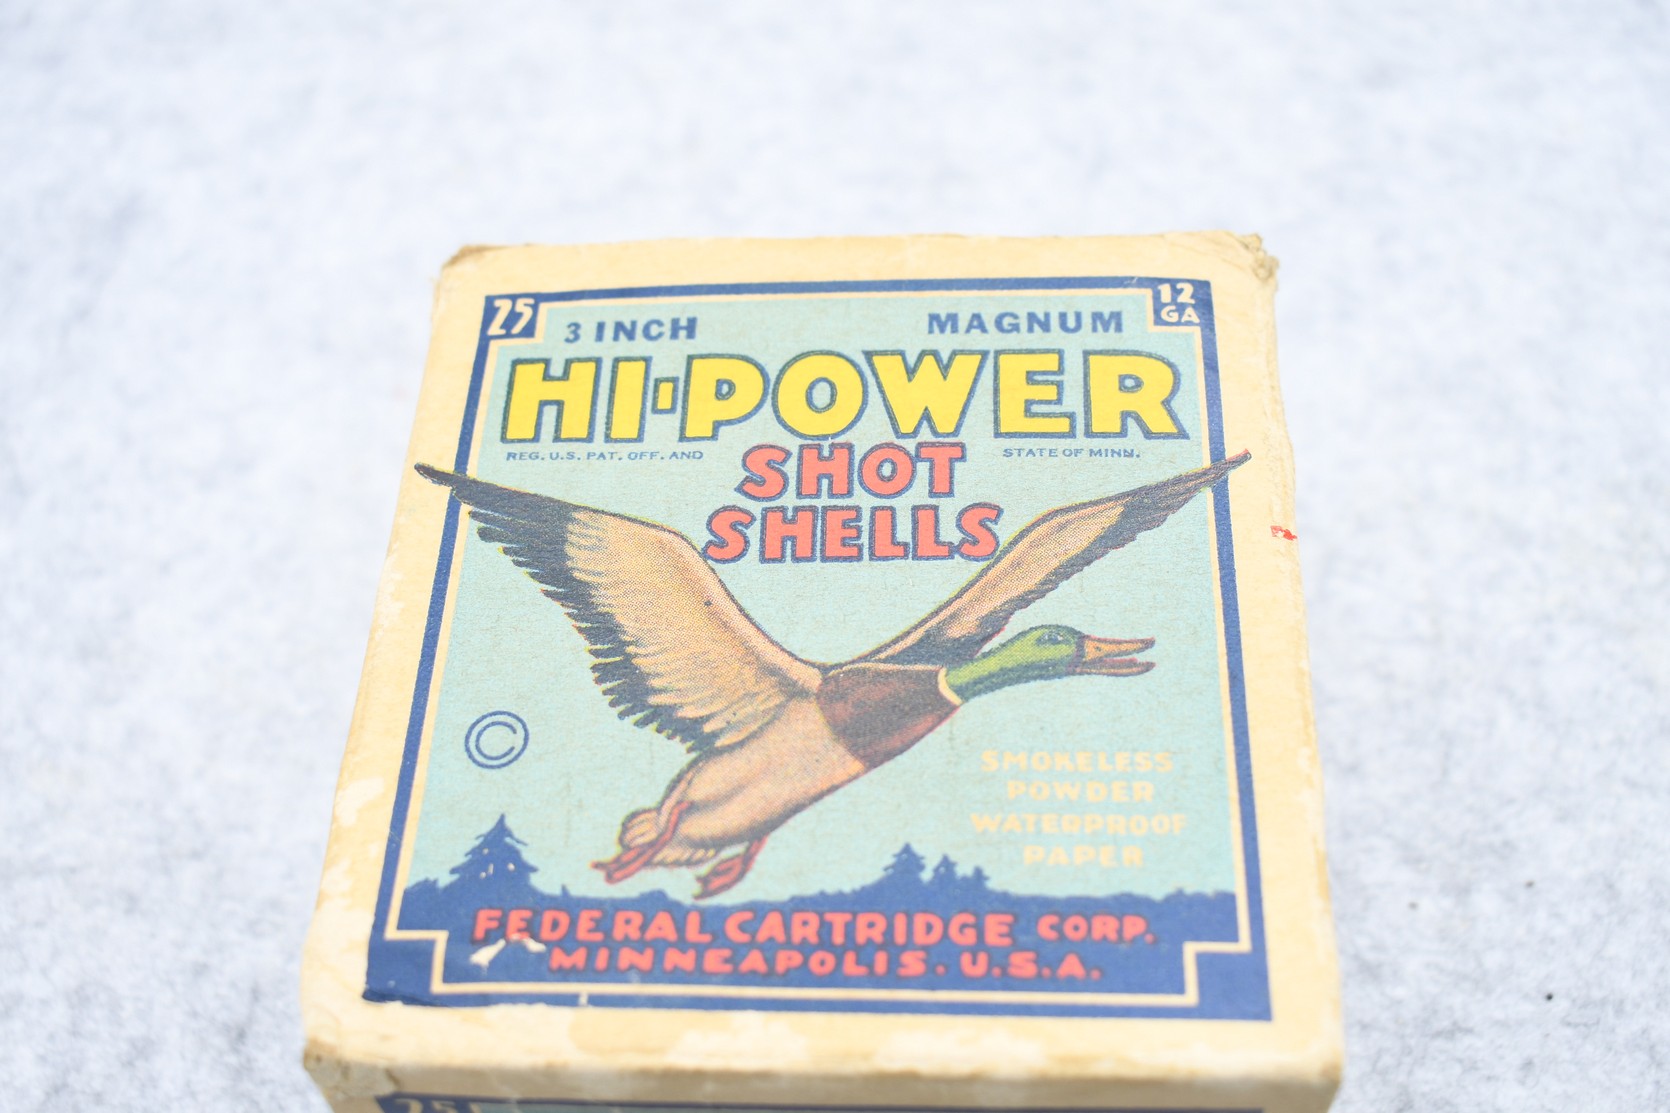 25
12
GA
3 INCH MAGNUM
HI-POWER
REG. U.S. PAT. OFF. AND STATE OF MINN.
SHOT
SHELLS
©
SMOKELESS
POWDER
WATERPROOF
PAPER
FEDERAL CARTRIDGE CORP.
MINNEAPOLIS. U.S.A.
25